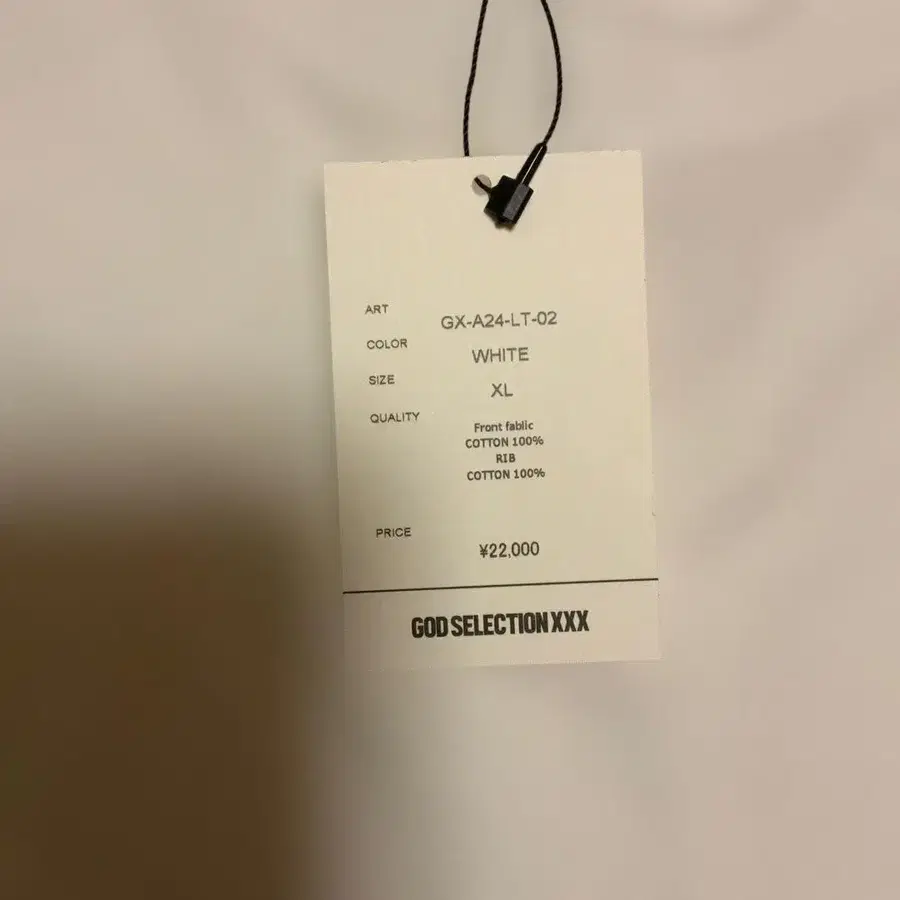 ART GX-A24-LT-02
COLOR WHITE
SIZE XL
QUALITY Front fablic
COTTON 100%
RIB
COTTON 100%
PRICE ¥22,000
GOD SELECTION XXX